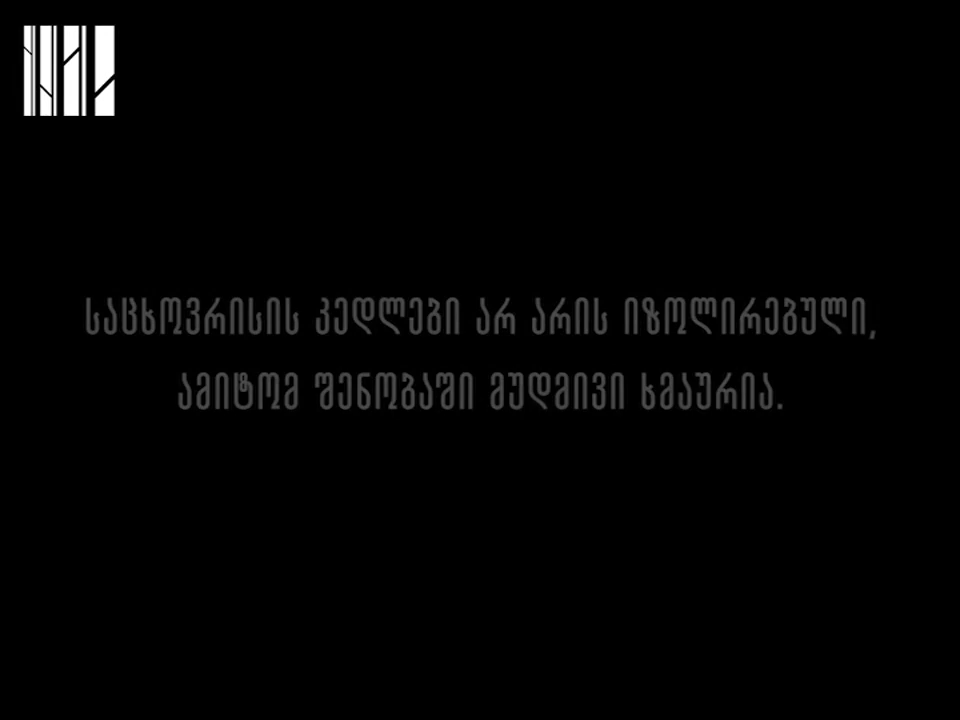 საცხოვრისის კედლები არ არის იზოლირებული,
ამიტომ შენობაში მუდმივი ხმაურია.